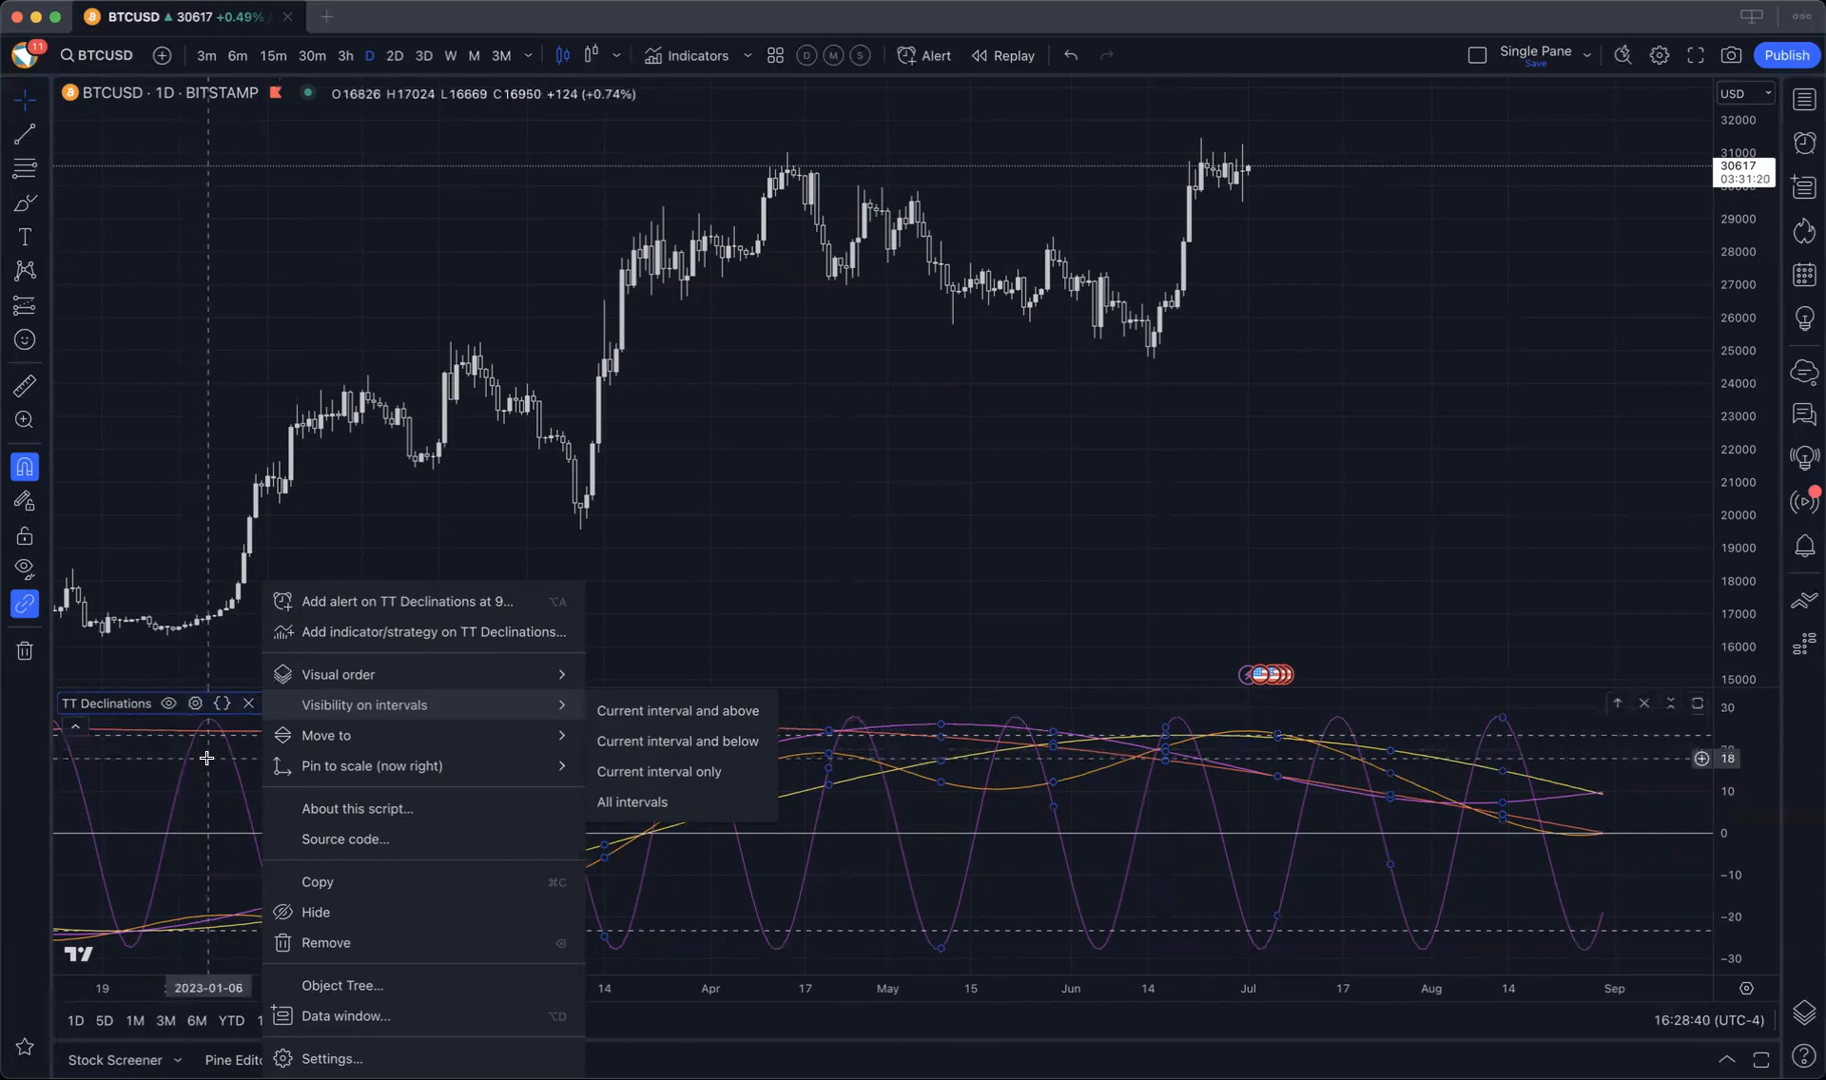 BTCUSD ▲ 30617 +0.49%
11
BTCUSD
3m 6m 15m 30m 3h D 2D 3D W M 3M
Indicators
D M S
Alert
Replay
Single Pane
Save
Publish
BTCUSD · 1D · BITSTAMP
O16826 H17024 L16669 C16950 +124 (+0.74%)
USD
32000
31000
30617
03:31:20
29000
28000
27000
26000
25000
24000
23000
22000
21000
20000
19000
18000
17000
16000
15000
TT Declinations
Add alert on TT Declinations at 9... ⌥A
Add indicator/strategy on TT Declinations...
Visual order
Visibility on intervals
Move to
Pin to scale (now right)
About this script...
Source code...
Copy ⌘C
Hide
Remove
Object Tree...
Data window... ⌥D
Settings...
Current interval and above
Current interval and below
Current interval only
All intervals
30
18
10
0
−10
−20
−30
19 2023-01-06 14 Apr 17 May 15 Jun 14 Jul 17 Aug 14 Sep
1D 5D 1M 3M 6M YTD
16:28:40 (UTC-4)
Stock Screener